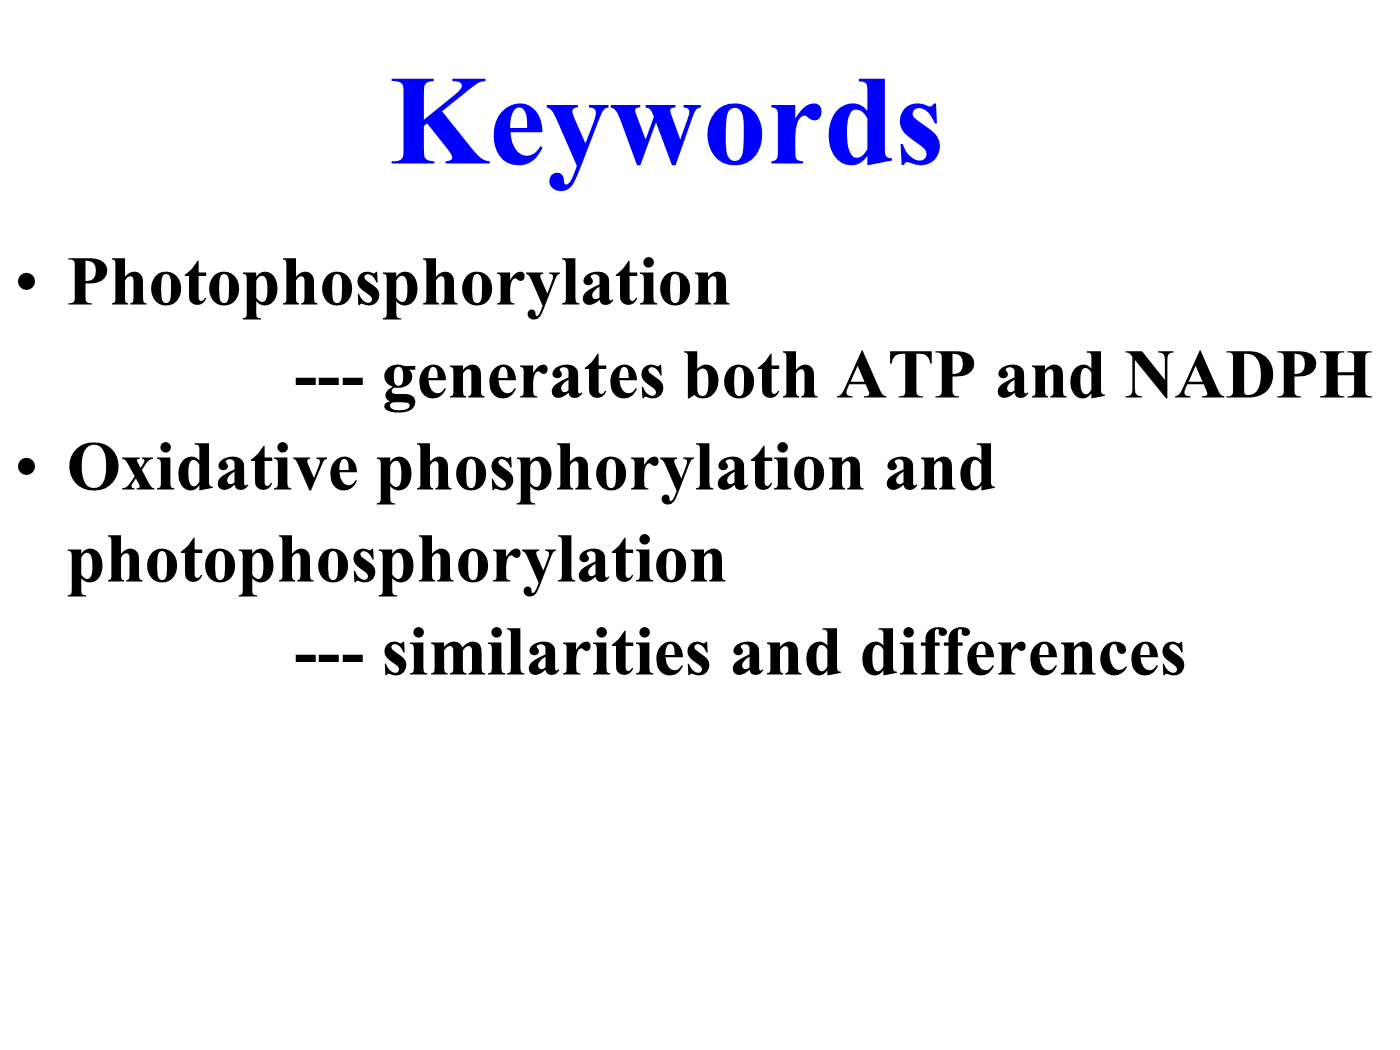 Keywords
• Photophosphorylation
--- generates both ATP and NADPH
• Oxidative phosphorylation and
photophosphorylation
--- similarities and differences